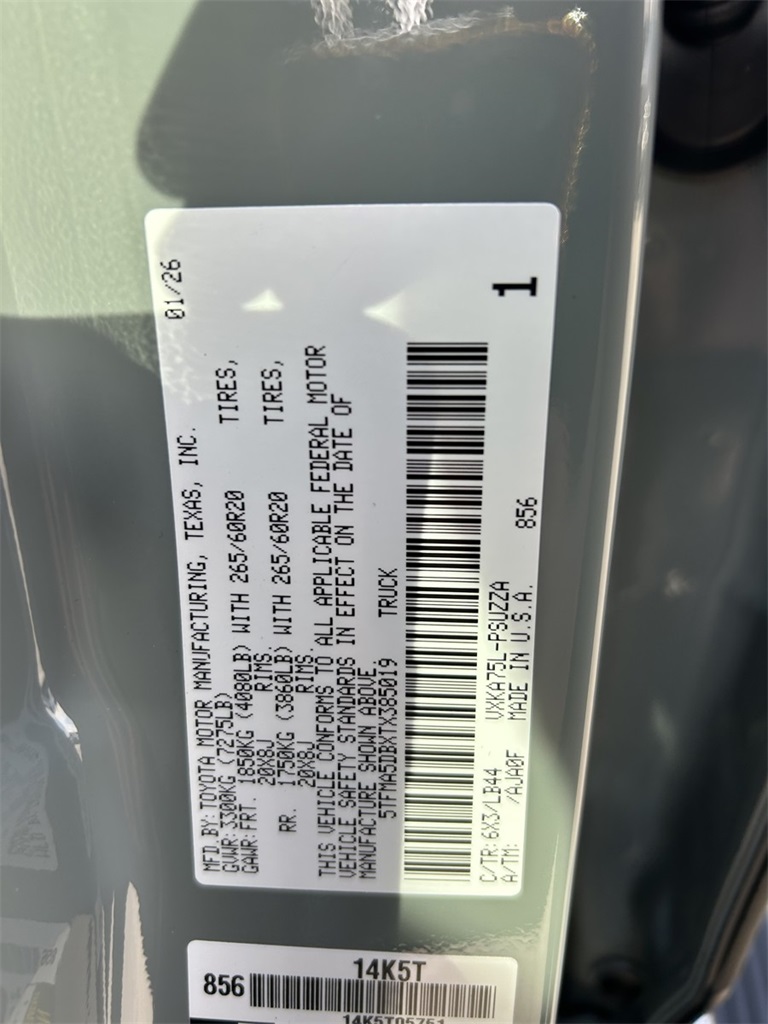 MFD.BY:TOYOTA MOTOR MANUFACTURING, TEXAS, INC. 01/26
GVWR:3300KG (7275LB)
GAWR:FRT. 1850KG (4080LB) WITH 265/60R20 TIRES,
20X8J RIMS.
RR. 1750KG (3860LB) WITH 265/60R20 TIRES,
20X8J RIMS.
THIS VEHICLE CONFORMS TO ALL APPLICABLE FEDERAL MOTOR
VEHICLE SAFETY STANDARDS IN EFFECT ON THE DATE OF
MANUFACTURE SHOWN ABOVE.
5TFMA5DBXTX385019 TRUCK
1
C/TR:6X3/LB44 VXKA75L-PSUZZA 856
A/TM: /AJA0F MADE IN U.S.A.
14K5T
856
14K5T05751